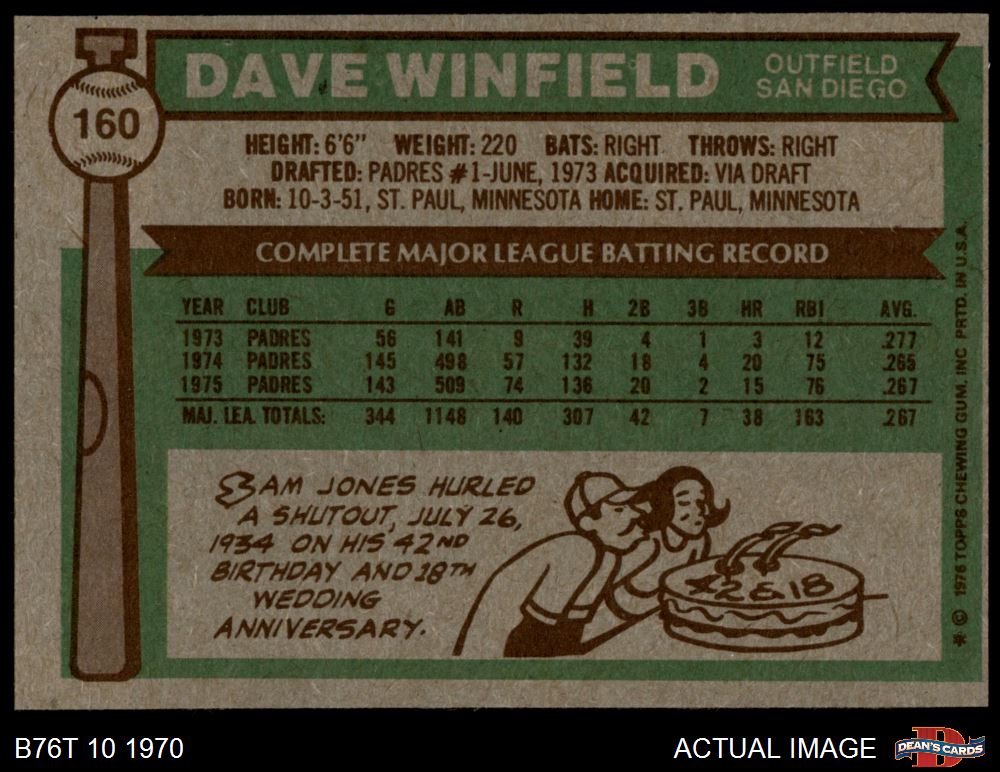 160
DAVE WINFIELD
OUTFIELD
SAN DIEGO
HEIGHT: 6'6" WEIGHT: 220 BATS: RIGHT THROWS: RIGHT
DRAFTED: PADRES #1-JUNE, 1973 ACQUIRED: VIA DRAFT
BORN: 10-3-51, ST. PAUL, MINNESOTA HOME: ST. PAUL, MINNESOTA
COMPLETE MAJOR LEAGUE BATTING RECORD
YEAR CLUB G AB R H 2B 3B HR RBI AVG.
1973 PADRES 56 141 9 39 4 1 3 12 .277
1974 PADRES 145 498 57 132 18 4 20 75 .265
1975 PADRES 143 509 74 136 20 2 15 76 .267
MAJ. LEA. TOTALS: 344 1148 140 307 42 7 38 163 .267
SAM JONES HURLED
A SHUTOUT, JULY 26,
1934 ON HIS 42ND
BIRTHDAY AND 18TH
WEDDING
ANNIVERSARY.
42 & 18
* © 1976 TOPPS CHEWING GUM, INC PRTD. IN U.S.A.
B76T 10 1970
ACTUAL IMAGE
D
DEAN'S CARDS